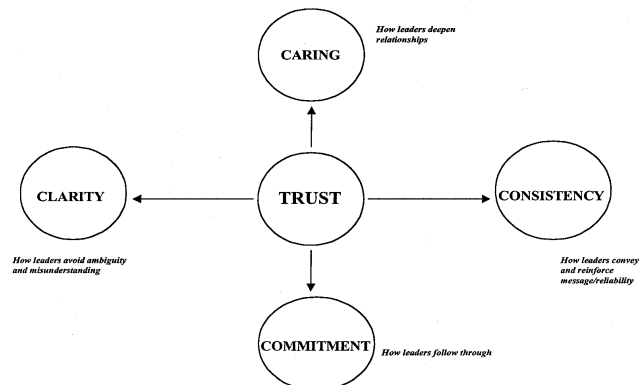 How leaders deepen
relationships
CARING
CLARITY
TRUST
CONSISTENCY
How leaders avoid ambiguity
and misunderstanding
How leaders convey
and reinforce
message/reliability
COMMITMENT
How leaders follow through